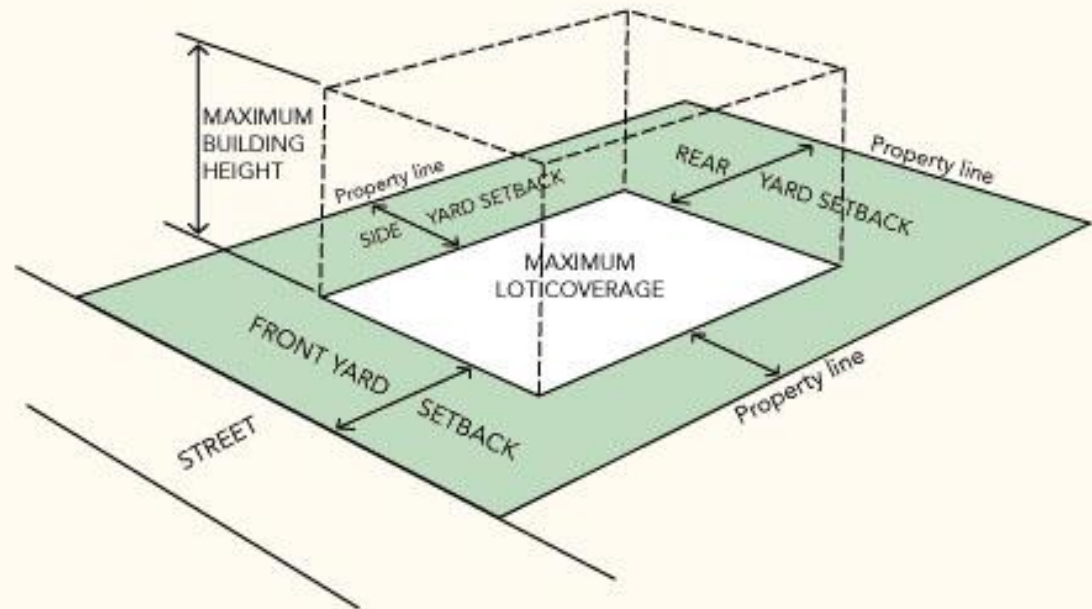 MAXIMUM
BUILDING
HEIGHT
Property line
SIDE YARD SETBACK
REAR YARD SETBACK
Property line
MAXIMUM
LOTICOVERAGE
FRONT YARD SETBACK
Property line
STREET